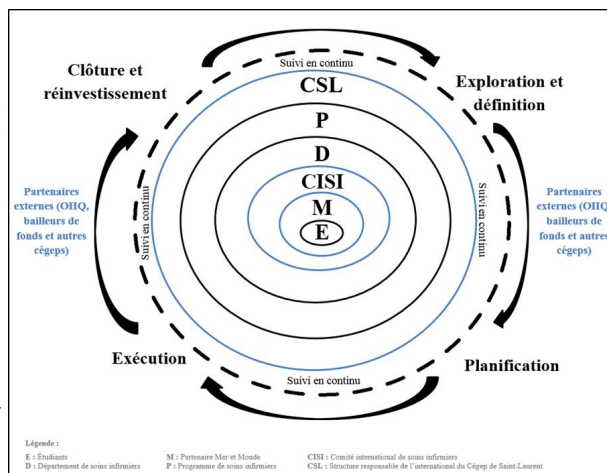 Suivi en continu
Clôture et
réinvestissement
Exploration et
définition
CSL
P
D
CISI
M
E
Partenaires
externes (OIIQ,
bailleurs de
fonds et autres
cégeps)
Suivi en continu
Suivi en continu
Partenaires
externes (OIIQ,
bailleurs de
fonds et autres
cégeps)
Exécution
Planification
Suivi en continu
Légende :
E : Étudiants
M : Partenaire Mer et Monde
CISI : Comité international de soins infirmiers
D : Département de soins infirmiers
P : Programme de soins infirmiers
CSL : Structure responsable de l'international du Cégep de Saint-Laurent